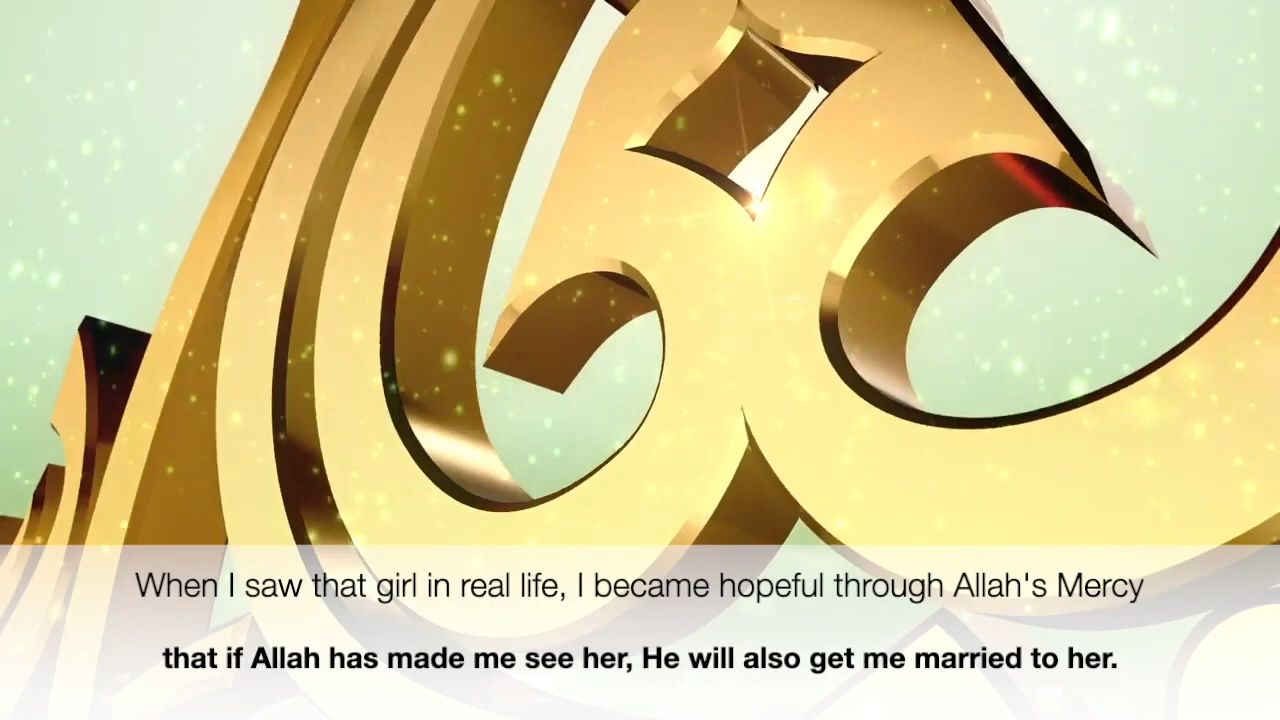 When I saw that girl in real life, I became hopeful through Allah's Mercy
that if Allah has made me see her, He will also get me married to her.